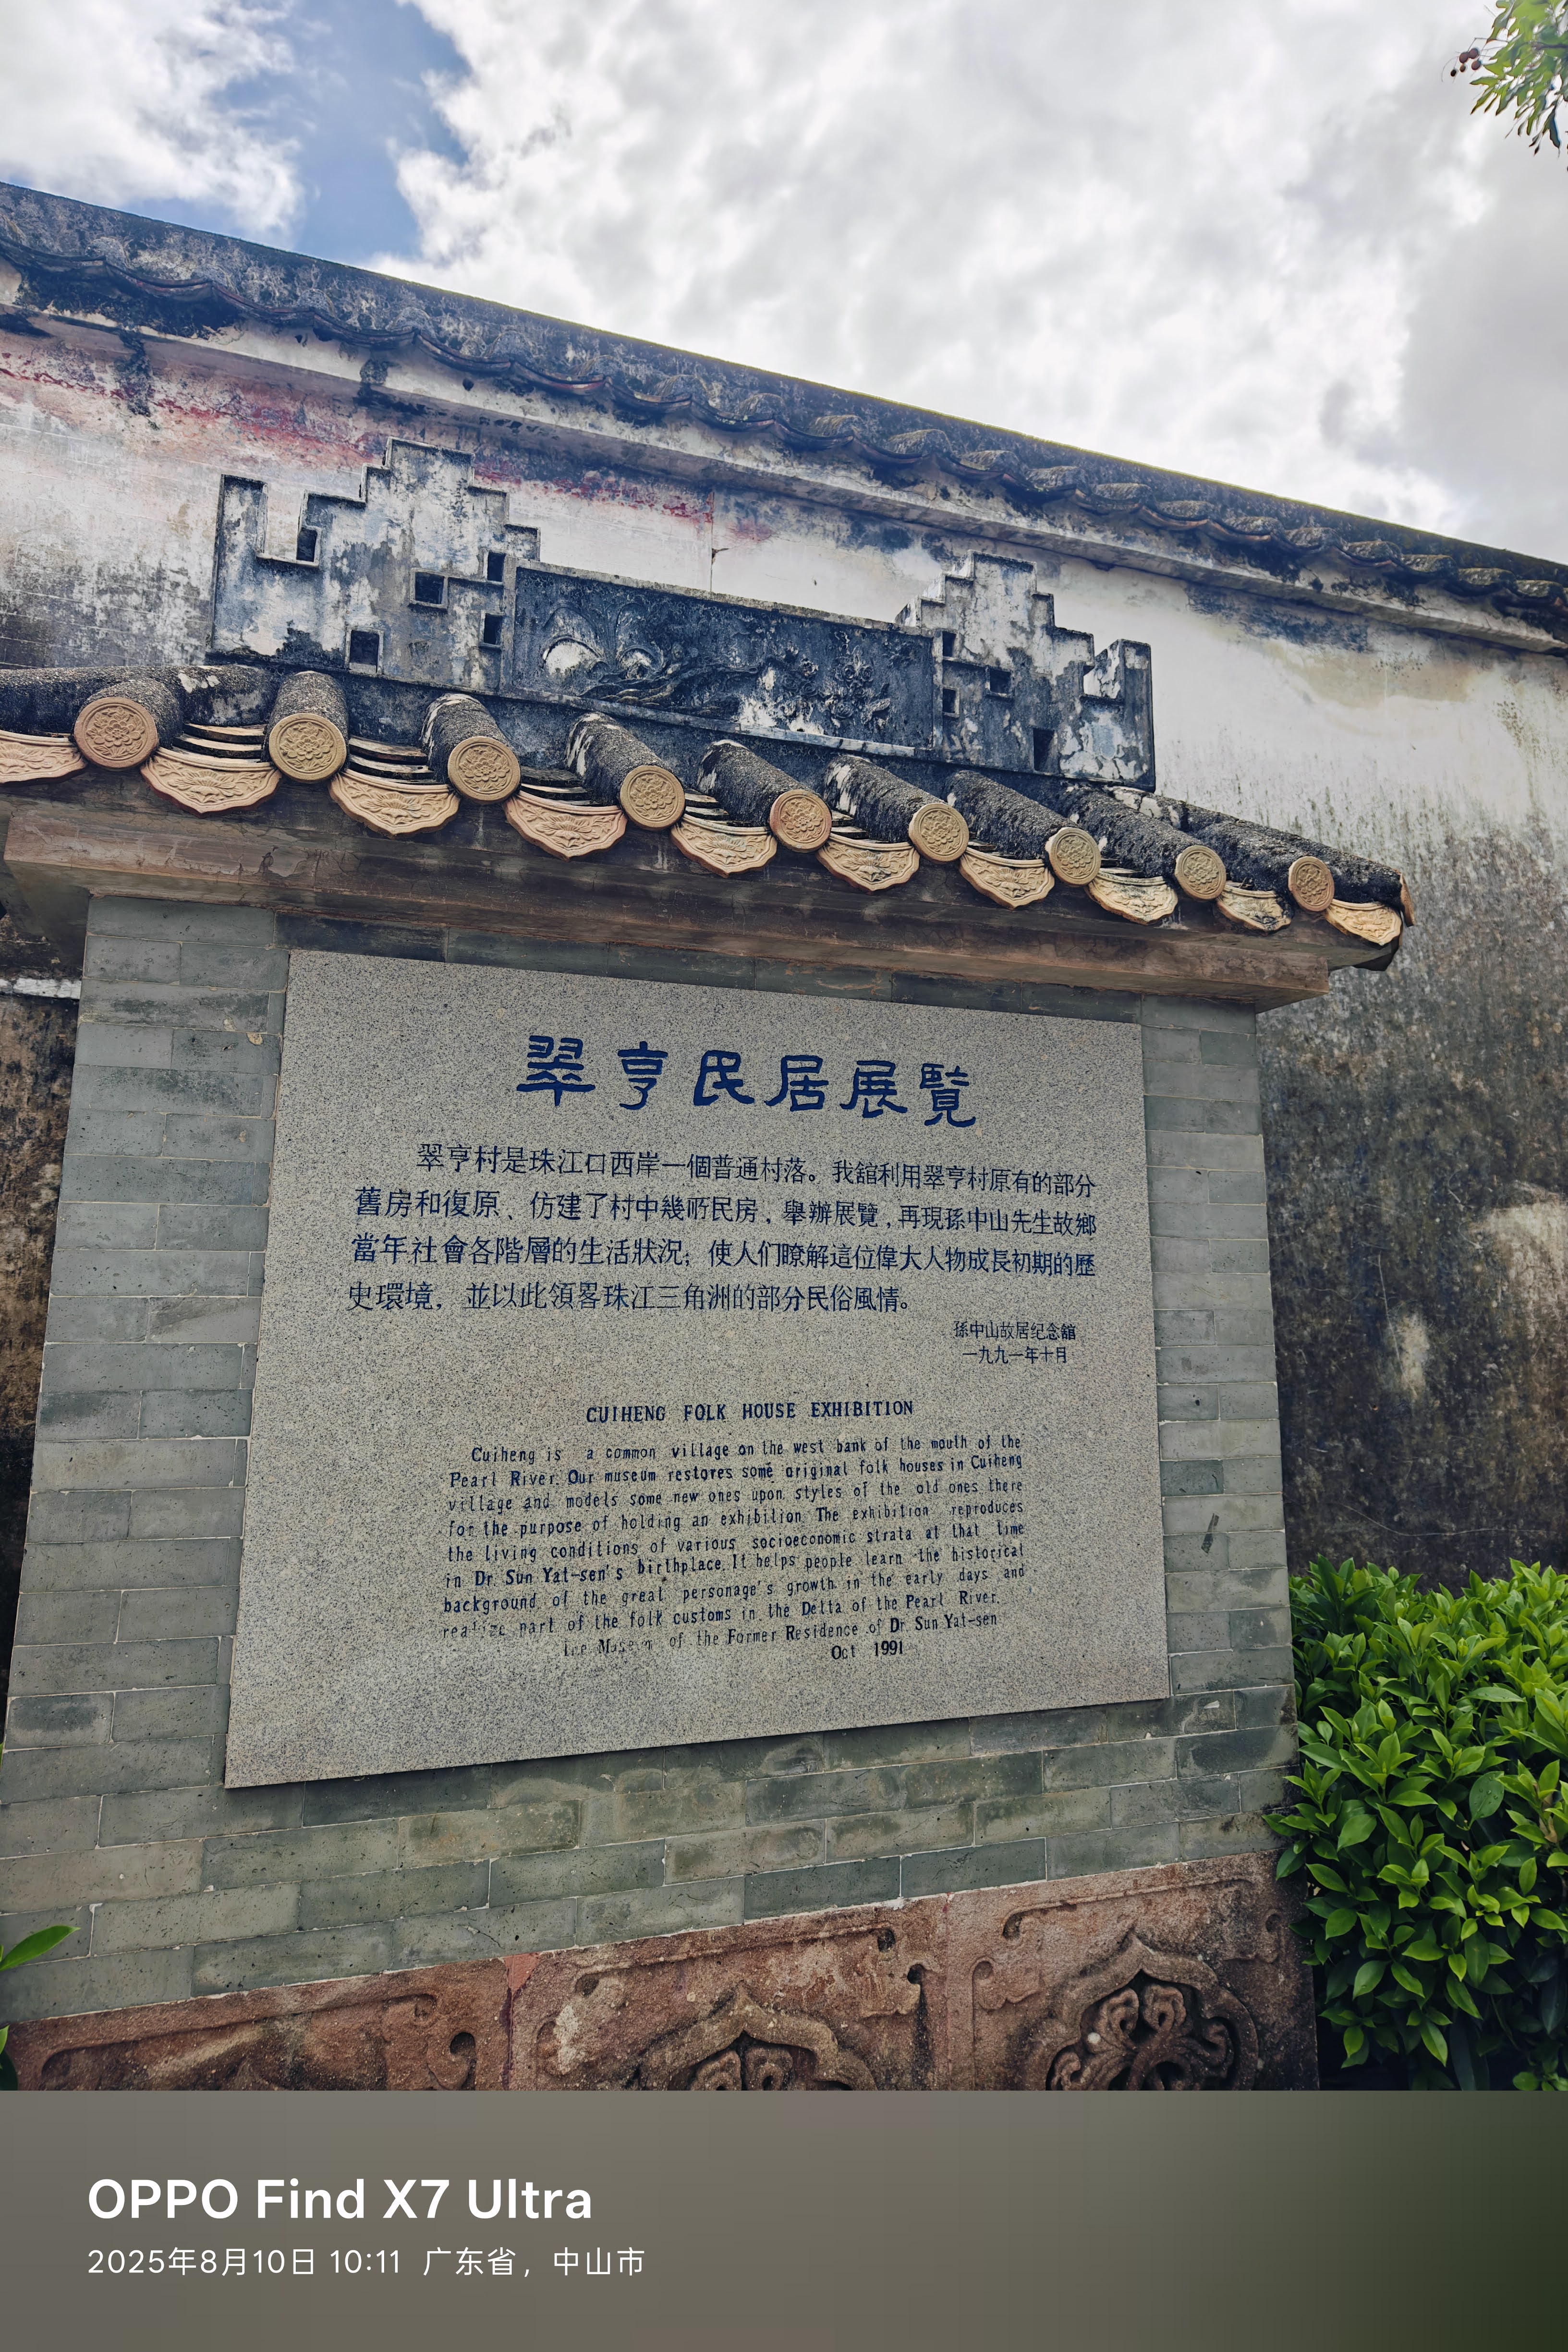 翠亨民居展覽
翠亨村是珠江口西岸一個普通村落。我舘利用翠亨村原有的部分
舊房和復原、仿建了村中幾所民房，舉辦展覽，再現孫中山先生故鄉
當年社會各階層的生活狀況；使人们瞭解這位偉大人物成長初期的歷
史環境，並以此領畧珠江三角洲的部分民俗風情。
孫中山故居纪念舘
一九九一年十月
CUIHENG FOLK HOUSE EXHIBITION
Cuiheng is a common village on the west bank of the mouth of the
Pearl River. Our museum restores some original folk houses in Cuiheng
village and models some new ones upon styles of the old ones there
for the purpose of holding an exhibition. The exhibition reproduces
the living conditions of various socioeconomic strata at that time
in Dr. Sun Yat-sen's birthplace. It helps people learn the historical
background of the great personage's growth in the early days and
realize part of the folk customs in the Delta of the Pearl River.
Museum of the Former Residence of Dr. Sun Yat-sen
Oct 1991
OPPO Find X7 Ultra
2025年8月10日 10:11 广东省，中山市